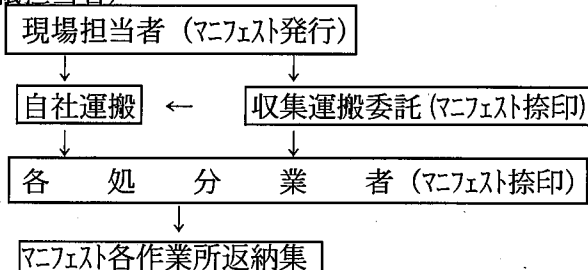 現場担当者（マニフェスト発行）
自社運搬 ← 収集運搬委託（マニフェスト捺印）
各処分業者（マニフェスト捺印）
マニフェスト各作業所返納集